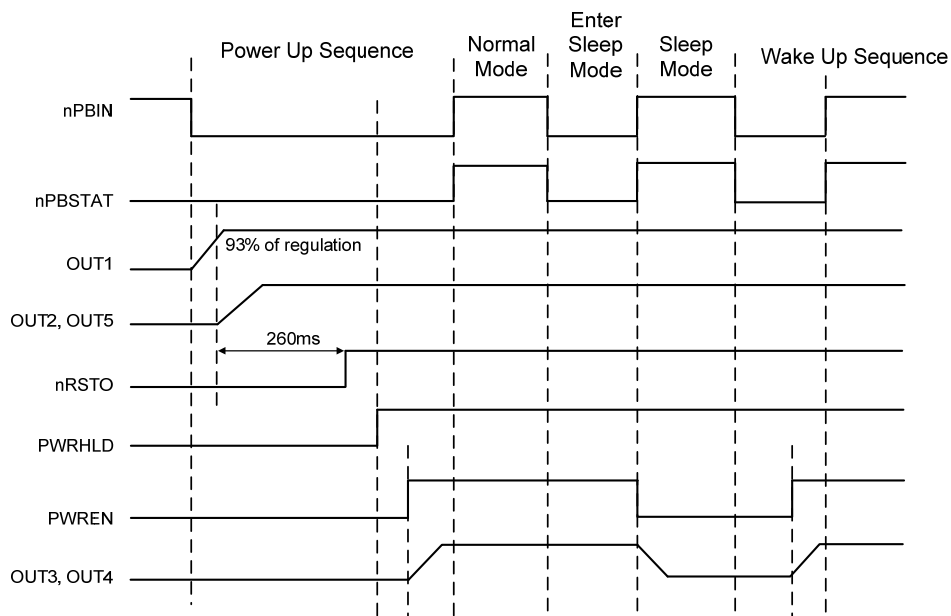 Power Up Sequence
Normal
Mode
Enter
Sleep
Mode
Sleep
Mode
Wake Up Sequence
nPBIN
nPBSTAT
93% of regulation
OUT1
OUT2, OUT5
260ms
nRSTO
PWRHLD
PWREN
OUT3, OUT4